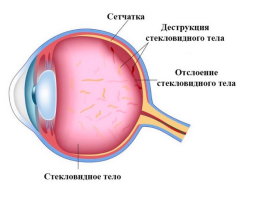 Сетчатка
Деструкция
стекловидного тела
Отслоение
стекловидного тела
Стекловидное тело